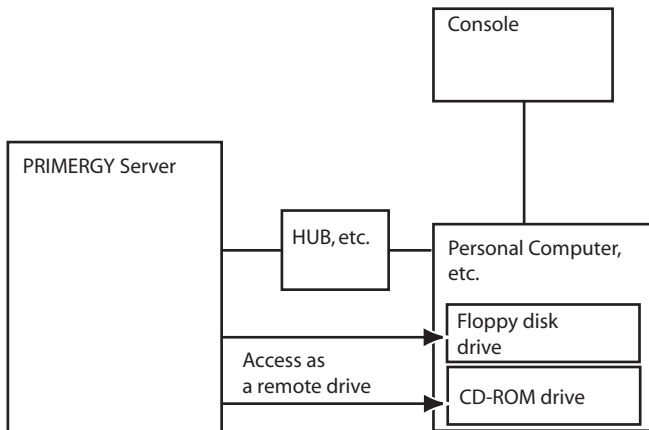 Console
PRIMERGY Server
HUB, etc.
Personal Computer,
etc.
Floppy disk
drive
Access as
a remote drive
CD-ROM drive